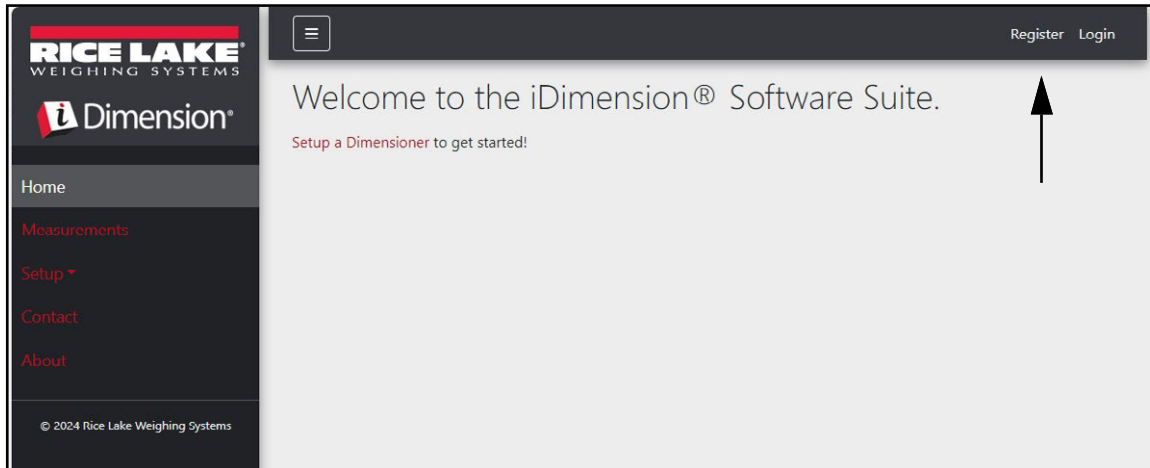 RICE LAKE®
WEIGHING SYSTEMS
i Dimension®
Home
Measurements
Setup
Contact
About
© 2024 Rice Lake Weighing Systems
Register Login
Welcome to the iDimension® Software Suite.
Setup a Dimensioner to get started!